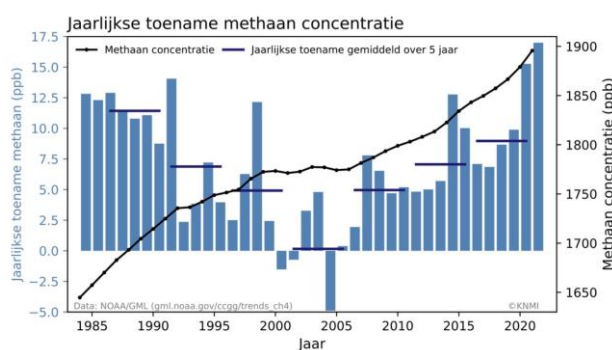 Jaarlijkse toename methaan concentratie
Methaan concentratie
Jaarlijkse toename gemiddeld over 5 jaar
Jaarlijkse toename methaan (ppb)
17.5
15.0
12.5
10.0
7.5
5.0
2.5
0.0
−2.5
−5.0
Methaan concentratie (ppb)
1900
1850
1800
1750
1700
1650
Data: NOAA/GML (gml.noaa.gov/ccgg/trends_ch4)
©KNMI
1985 1990 1995 2000 2005 2010 2015 2020
Jaar